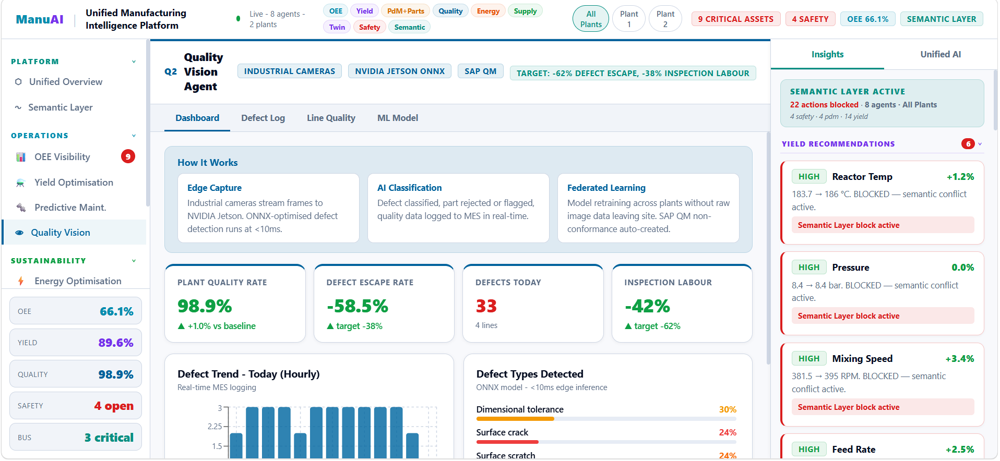 ManuAI
Unified Manufacturing
Intelligence Platform
Live - 8 agents -
2 plants
OEE Yield PdM+Parts Quality Energy Supply
Twin Safety Semantic
All
Plants
Plant
1
Plant
2
9 CRITICAL ASSETS
4 SAFETY
OEE 66.1%
SEMANTIC LAYER
PLATFORM
Unified Overview
Semantic Layer
OPERATIONS
OEE Visibility 9
Yield Optimisation
Predictive Maint.
Quality Vision
SUSTAINABILITY
Energy Optimisation
OEE 66.1%
YIELD 89.6%
QUALITY 98.9%
SAFETY 4 open
BUS 3 critical
Q2
Quality
Vision
Agent
INDUSTRIAL CAMERAS
NVIDIA JETSON ONNX
SAP QM
TARGET: -62% DEFECT ESCAPE, -38% INSPECTION LABOUR
Dashboard
Defect Log
Line Quality
ML Model
How It Works
Edge Capture
Industrial cameras stream frames to
NVIDIA Jetson. ONNX-optimised defect
detection runs at <10ms.
AI Classification
Defect classified, part rejected or flagged,
quality data logged to MES in real-time.
Federated Learning
Model retraining across plants without raw
image data leaving site. SAP QM non-
conformance auto-created.
PLANT QUALITY RATE
98.9%
▲ +1.0% vs baseline
DEFECT ESCAPE RATE
-58.5%
▲ target -38%
DEFECTS TODAY
33
4 lines
INSPECTION LABOUR
-42%
▲ target -62%
Defect Trend - Today (Hourly)
Real-time MES logging
3
2.25
1.5
Defect Types Detected
ONNX model - <10ms edge inference
Dimensional tolerance 30%
Surface crack 24%
Surface scratch 24%
Insights
Unified AI
SEMANTIC LAYER ACTIVE
22 actions blocked · 8 agents · All Plants
4 safety · 4 pdm · 14 yield
YIELD RECOMMENDATIONS 6
HIGH Reactor Temp +1.2%
183.7 → 186 °C. BLOCKED — semantic conflict
active.
Semantic Layer block active
HIGH Pressure 0.0%
8.4 → 8.4 bar. BLOCKED — semantic conflict
active.
Semantic Layer block active
HIGH Mixing Speed +3.4%
381.5 → 395 RPM. BLOCKED — semantic
conflict active.
Semantic Layer block active
HIGH Feed Rate +2.5%